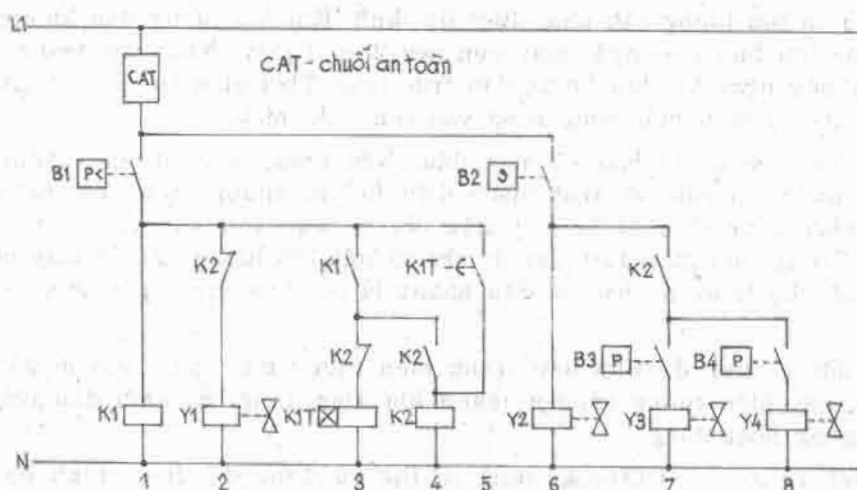 L1
CAT
CAT - chuỗi an toàn
B1 P<
B2 ϑ
K2 K1 K1T K2
K2 K2 B3 P B4 P
K1 Y1 K1T K2 Y2 Y3 Y4
N
1 2 3 4 5 6 7 8